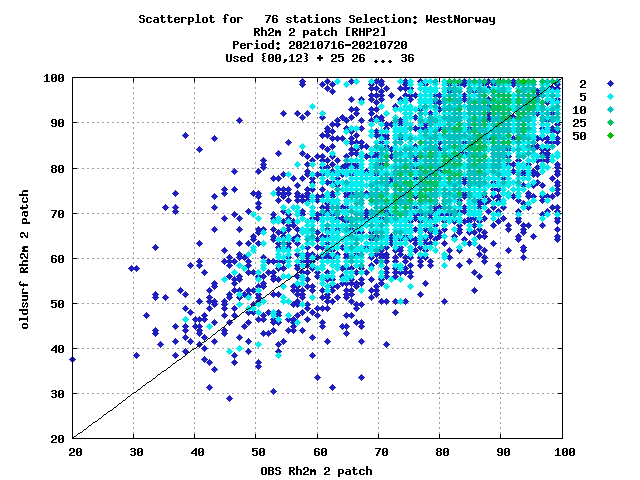 Scatterplot for   76 stations Selection: WestNorway
Rh2m 2 patch [RHP2]
Period: 20210716-20210720
Used {00,12} + 25 26 ... 36
100
90
80
70
60
50
40
30
20
oldsurf Rh2m 2 patch
2
5
10
25
50
20 30 40 50 60 70 80 90 100
OBS Rh2m 2 patch